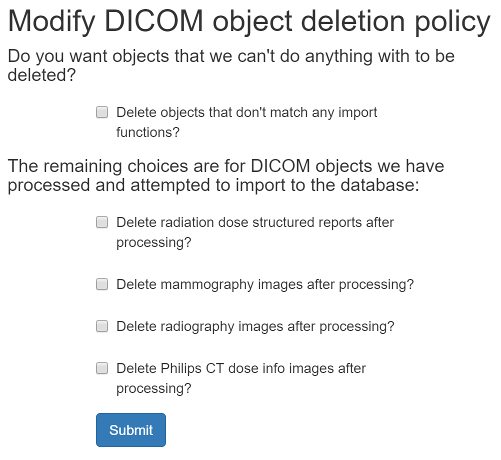 Modify DICOM object deletion policy
Do you want objects that we can't do anything with to be
deleted?
Delete objects that don't match any import
functions?
The remaining choices are for DICOM objects we have
processed and attempted to import to the database:
Delete radiation dose structured reports after
processing?
Delete mammography images after processing?
Delete radiography images after processing?
Delete Philips CT dose info images after
processing?
Submit